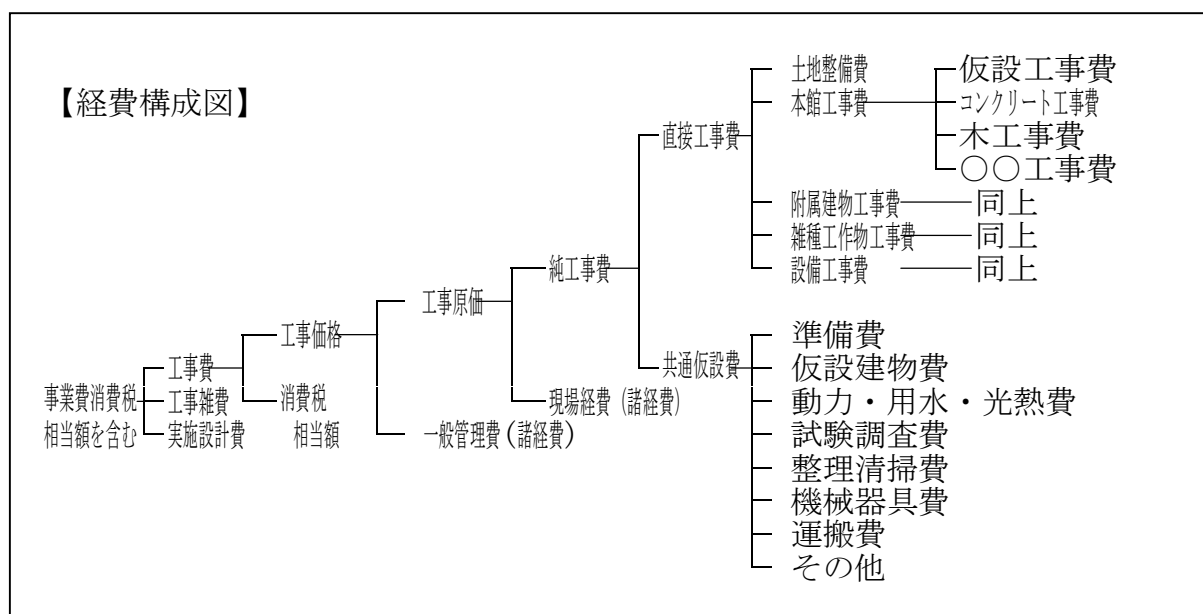 【経費構成図】
土地整備費
本館工事費
仮設工事費
コンクリート工事費
木工事費
○○工事費
直接工事費
附属建物工事費 同上
雑種工作物工事費 同上
設備工事費 同上
純工事費
工事原価
工事価格
共通仮設費
準備費
仮設建物費
動力・用水・光熱費
試験調査費
整理清掃費
機械器具費
運搬費
その他
工事費
事業費消費税
相当額を含む
工事雑費
実施設計費
消費税
相当額
現場経費（諸経費）
一般管理費（諸経費）